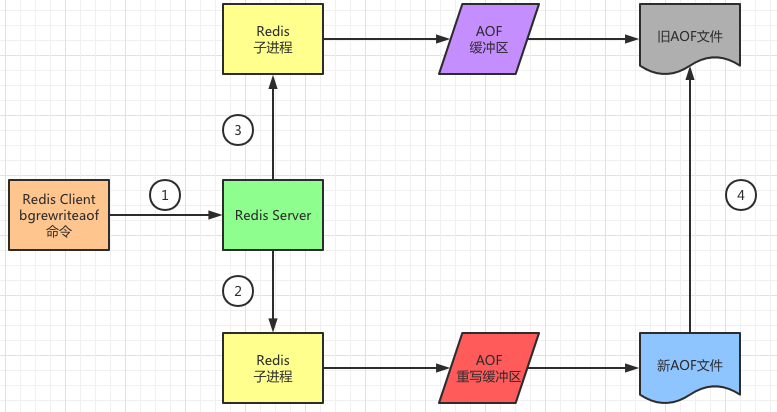 Redis
子进程
AOF
缓冲区
旧AOF文件
3
Redis Client
bgrewriteaof
命令
1
Redis Server
4
2
Redis
子进程
AOF
重写缓冲区
新AOF文件